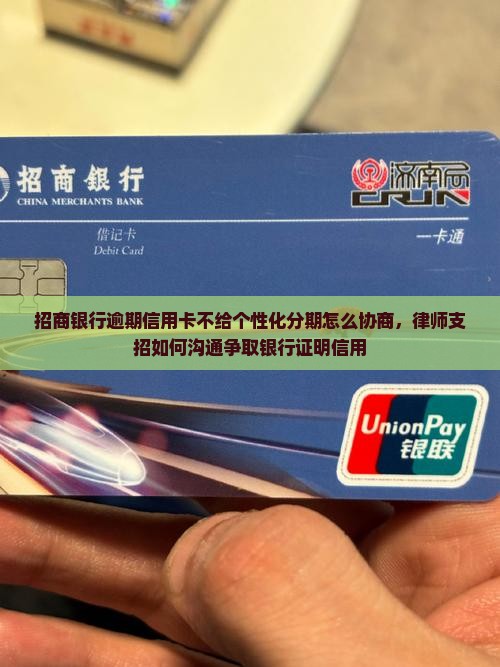 招商銀行
CHINA MERCHANTS BANK
济南云
CRJN
借记卡
Debit Card
一卡通
招商银行逾期信用卡不给个性化分期怎么协商，律师支
招如何沟通争取银行证明信用
UnionPay
银联